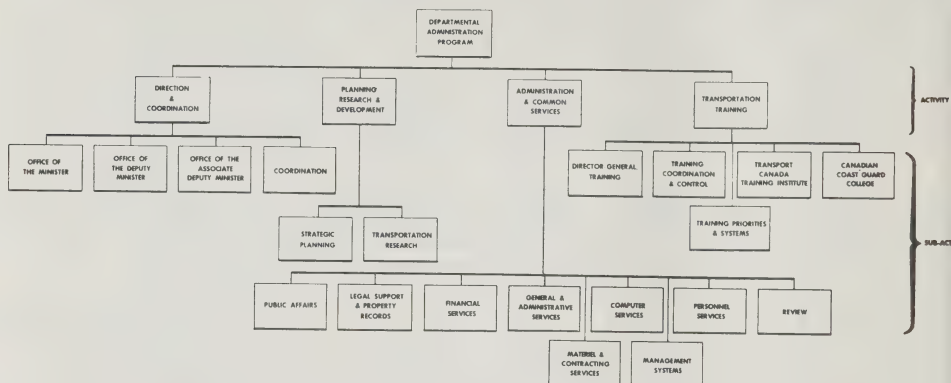 DEPARTMENTAL
ADMINISTRATION
PROGRAM
DIRECTION
&
COORDINATION
PLANNING
RESEARCH &
DEVELOPMENT
ADMINISTRATION
& COMMON
SERVICES
TRANSPORTATION
TRAINING
ACTIVITY
OFFICE OF
THE MINISTER
OFFICE OF
THE DEPUTY
MINISTER
OFFICE OF THE
ASSOCIATE
DEPUTY MINISTER
COORDINATION
DIRECTOR GENERAL
TRAINING
TRAINING
COORDINATION
& CONTROL
TRANSPORT
CANADA
TRAINING INSTITUTE
CANADIAN
COAST GUARD
COLLEGE
STRATEGIC
PLANNING
TRANSPORTATION
RESEARCH
TRAINING PRIORITIES
& SYSTEMS
SUB-ACT
PUBLIC AFFAIRS
LEGAL SUPPORT
& PROPERTY
RECORDS
FINANCIAL
SERVICES
GENERAL &
ADMINISTRATIVE
SERVICES
COMPUTER
SERVICES
PERSONNEL
SERVICES
REVIEW
MATERIEL &
CONTRACTING
SERVICES
MANAGEMENT
SYSTEMS